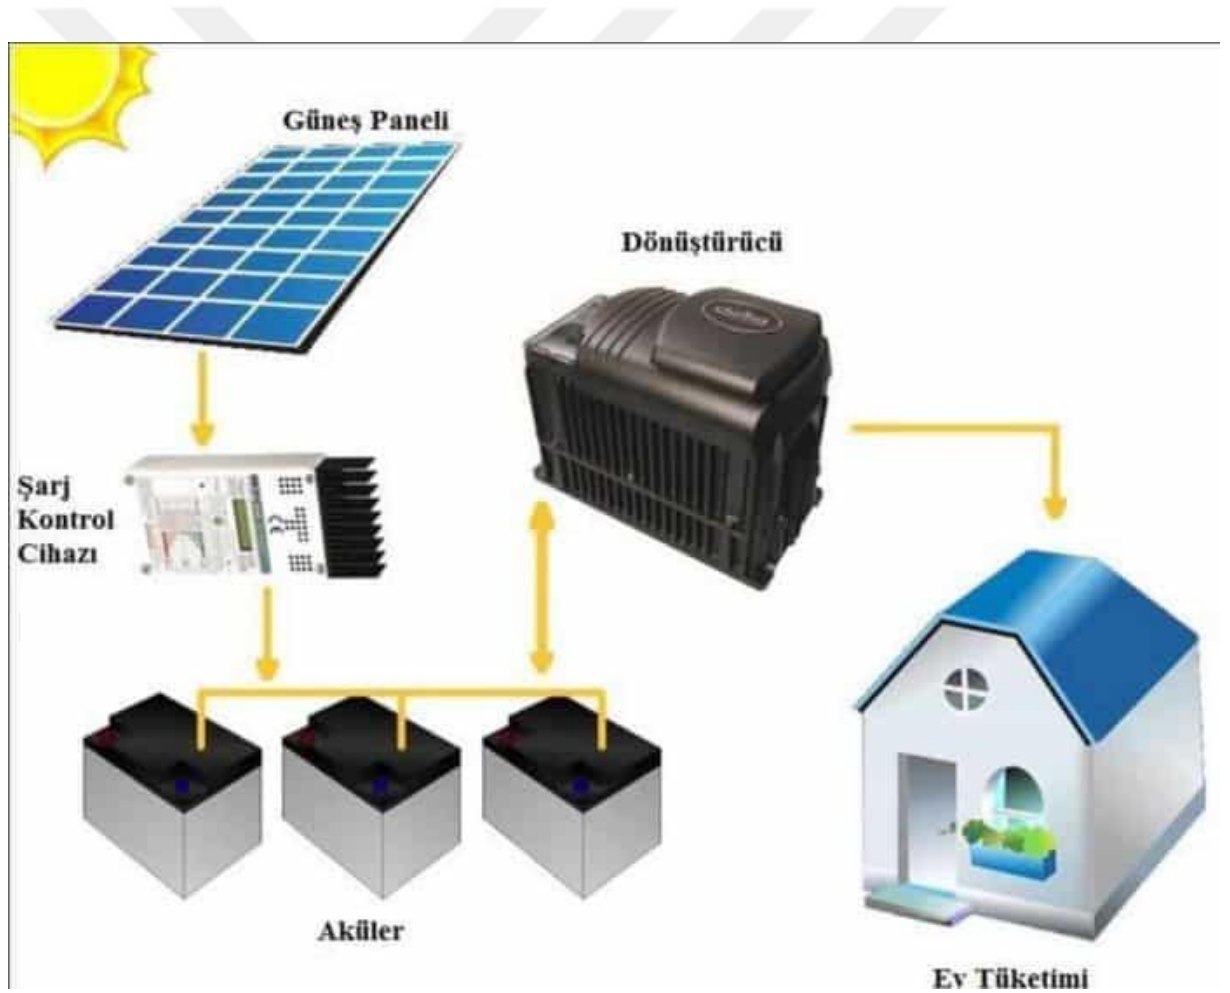 Güneş Paneli
Dönüştürücü
Şarj
Kontrol
Cihazı
Aküler
Ev Tüketimi